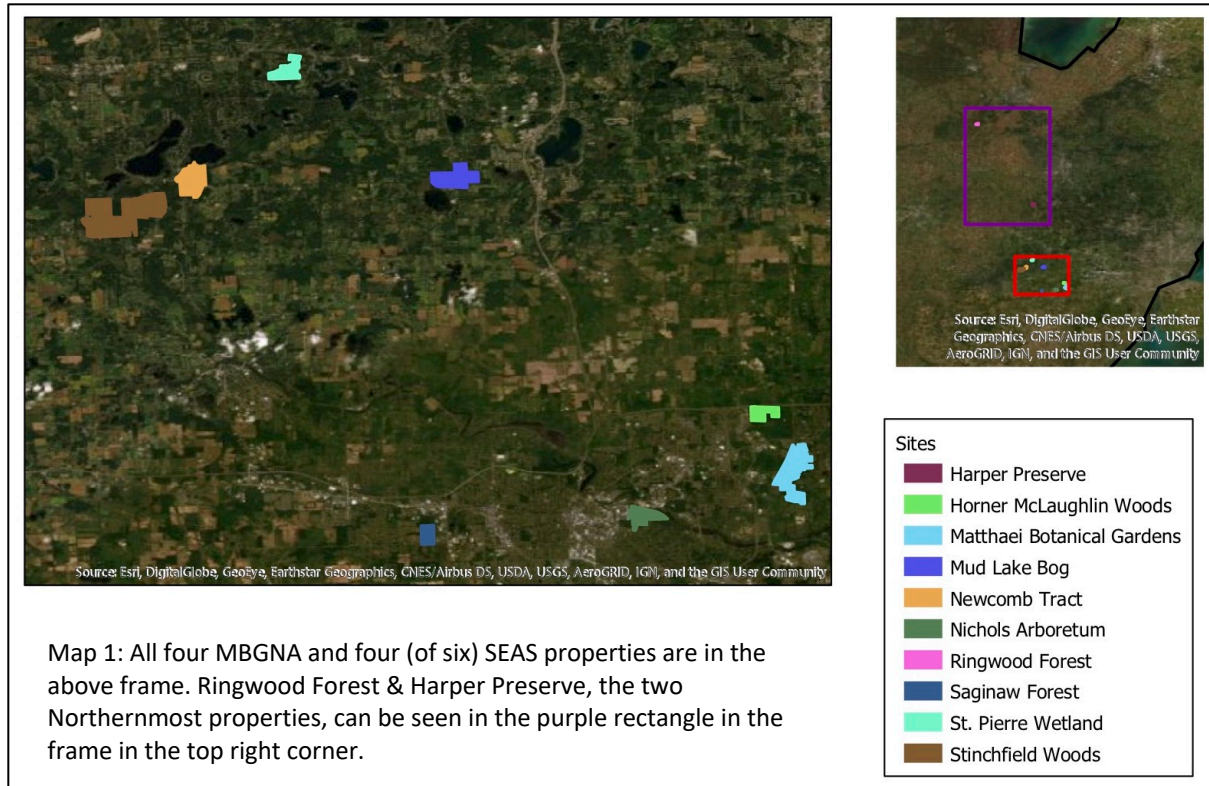 Source: Esri, DigitalGlobe, GeoEye, Earthstar Geographics, CNES/Airbus DS, USDA, USGS, AeroGRID, IGN, and the GIS User Community
Source: Esri, DigitalGlobe, GeoEye, Earthstar
Geographics, CNES/Airbus DS, USDA, USGS,
AeroGRID, IGN, and the GIS User Community
Sites
Harper Preserve
Horner McLaughlin Woods
Matthaei Botanical Gardens
Mud Lake Bog
Newcomb Tract
Nichols Arboretum
Ringwood Forest
Saginaw Forest
St. Pierre Wetland
Stinchfield Woods
Map 1: All four MBGNA and four (of six) SEAS properties are in the
above frame. Ringwood Forest & Harper Preserve, the two
Northernmost properties, can be seen in the purple rectangle in the
frame in the top right corner.